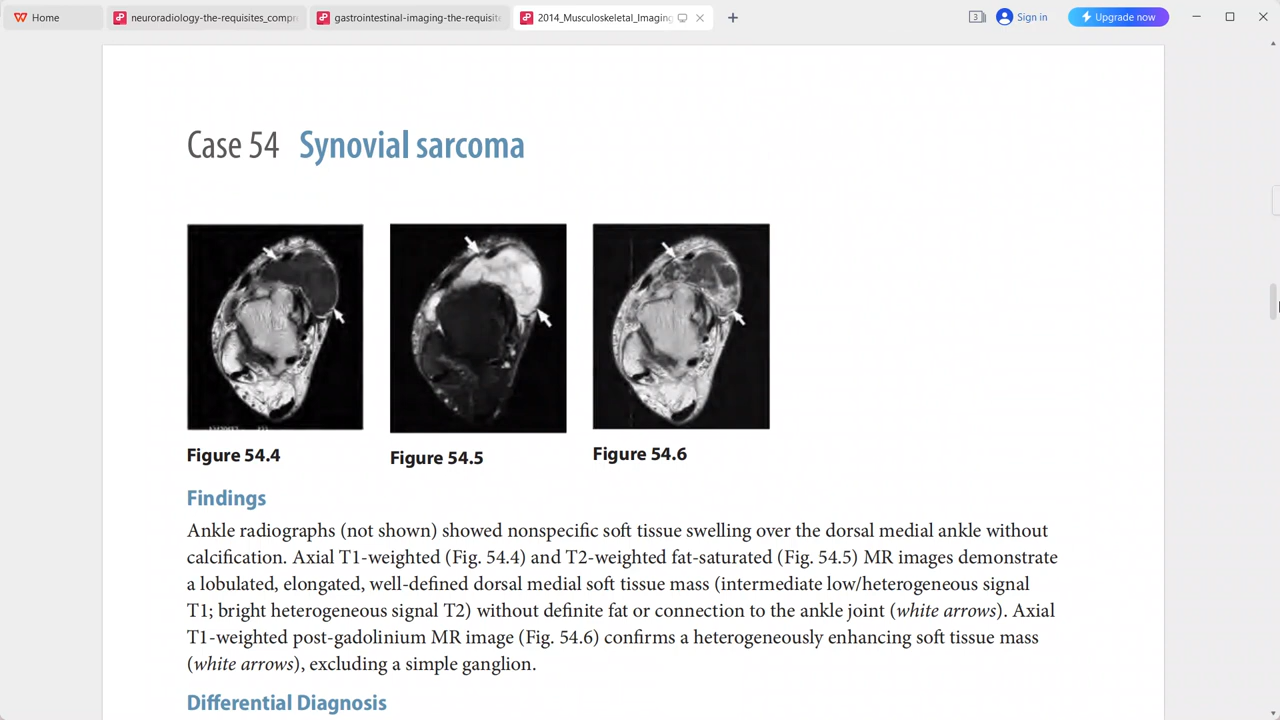 Home
neuroradiology-the-requisites_compr
gastrointestinal-imaging-the-requisite
2014_Musculoskeletal_Imaging
3
Sign in
Upgrade now
Case 54 Synovial sarcoma
Figure 54.4
Figure 54.5
Figure 54.6
Findings
Ankle radiographs (not shown) showed nonspecific soft tissue swelling over the dorsal medial ankle without
calcification. Axial T1-weighted (Fig. 54.4) and T2-weighted fat-saturated (Fig. 54.5) MR images demonstrate
a lobulated, elongated, well-defined dorsal medial soft tissue mass (intermediate low/heterogeneous signal
T1; bright heterogeneous signal T2) without definite fat or connection to the ankle joint (white arrows). Axial
T1-weighted post-gadolinium MR image (Fig. 54.6) confirms a heterogeneously enhancing soft tissue mass
(white arrows), excluding a simple ganglion.
Differential Diagnosis